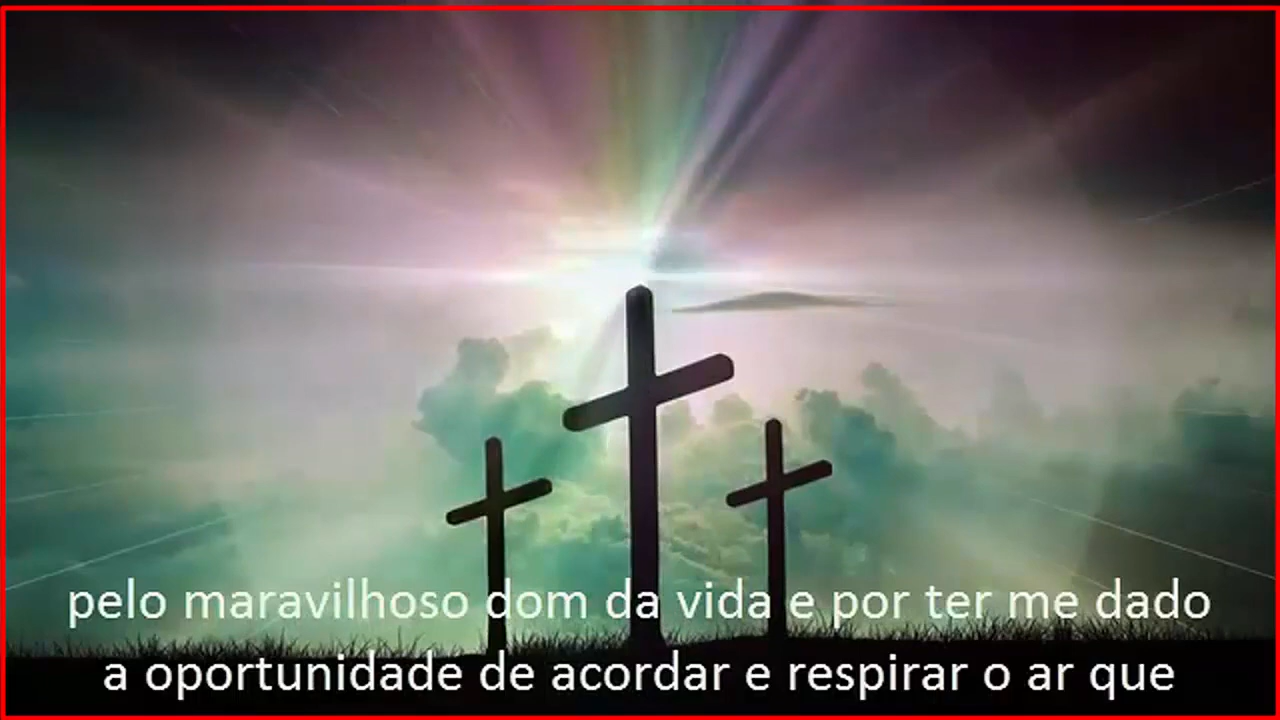 pelo maravilhoso dom da vida e por ter me dado
a oportunidade de acordar e respirar o ar que